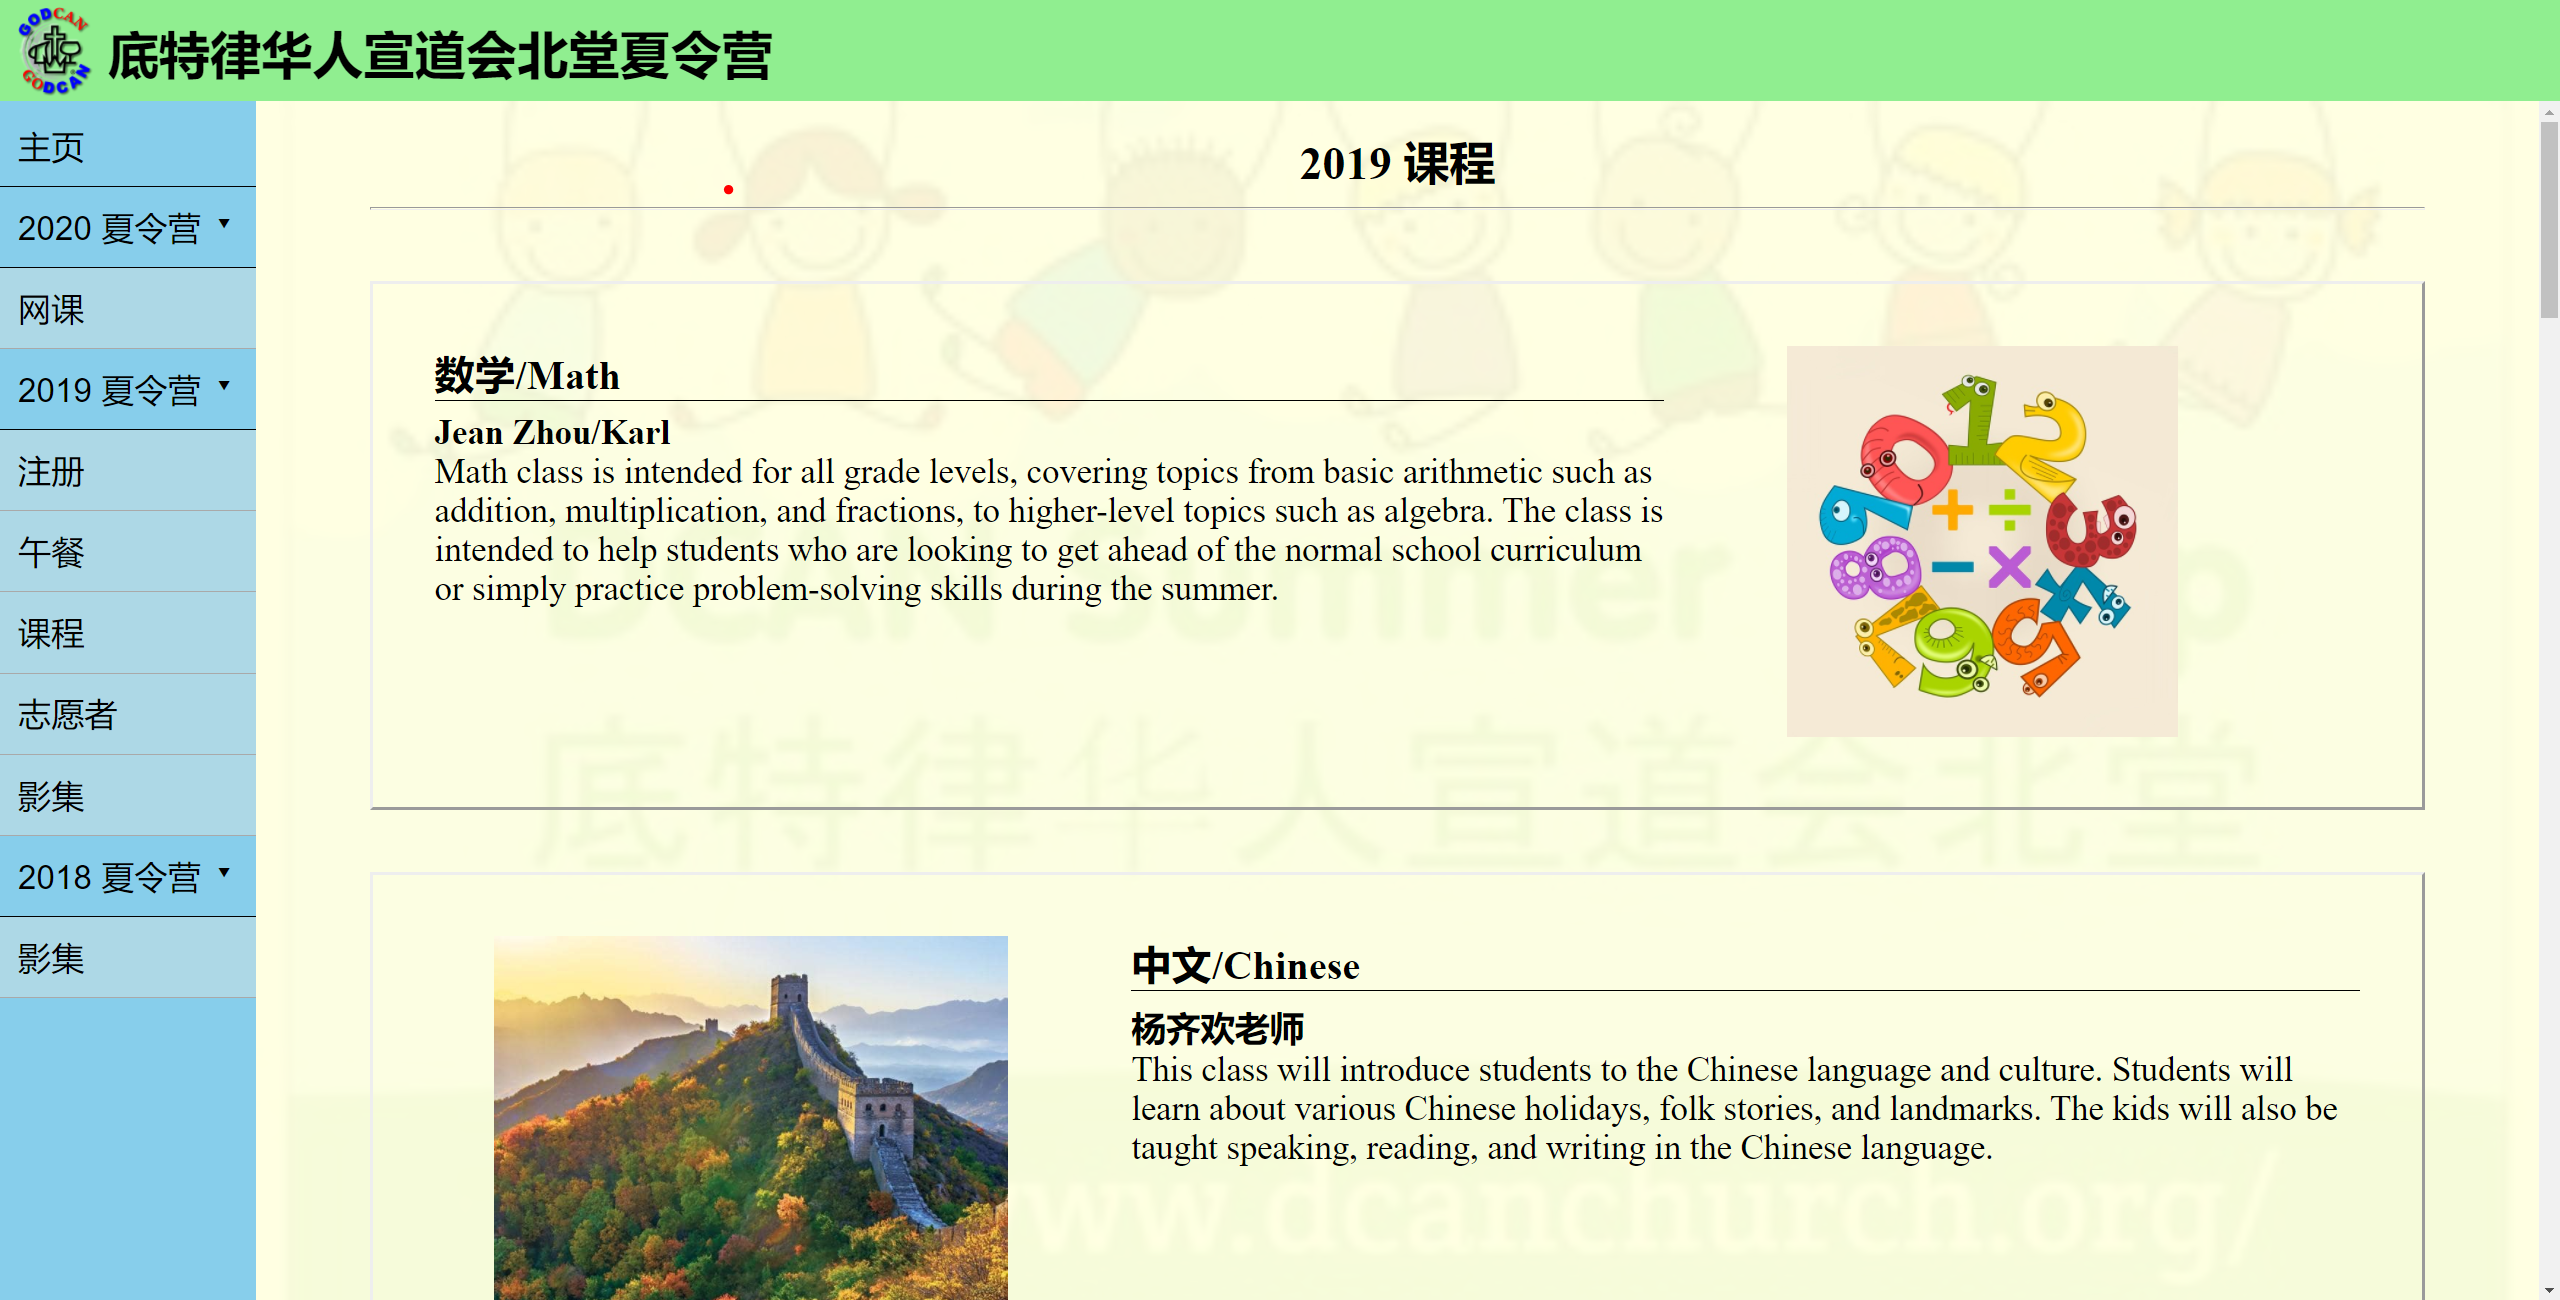 GODCAN
GODCAN
底特律华人宣道会北堂夏令营
主页
2020 夏令营 ▼
网课
2019 夏令营 ▼
注册
午餐
课程
志愿者
影集
2018 夏令营 ▼
影集
2019 课程
数学/Math
Jean Zhou/Karl
Math class is intended for all grade levels, covering topics from basic arithmetic such as
addition, multiplication, and fractions, to higher-level topics such as algebra. The class is
intended to help students who are looking to get ahead of the normal school curriculum
or simply practice problem-solving skills during the summer.
DCAN Summer
底特律华人宣道会北堂
中文/Chinese
杨齐欢老师
This class will introduce students to the Chinese language and culture. Students will
learn about various Chinese holidays, folk stories, and landmarks. The kids will also be
taught speaking, reading, and writing in the Chinese language.
www.dcanchurch.org/